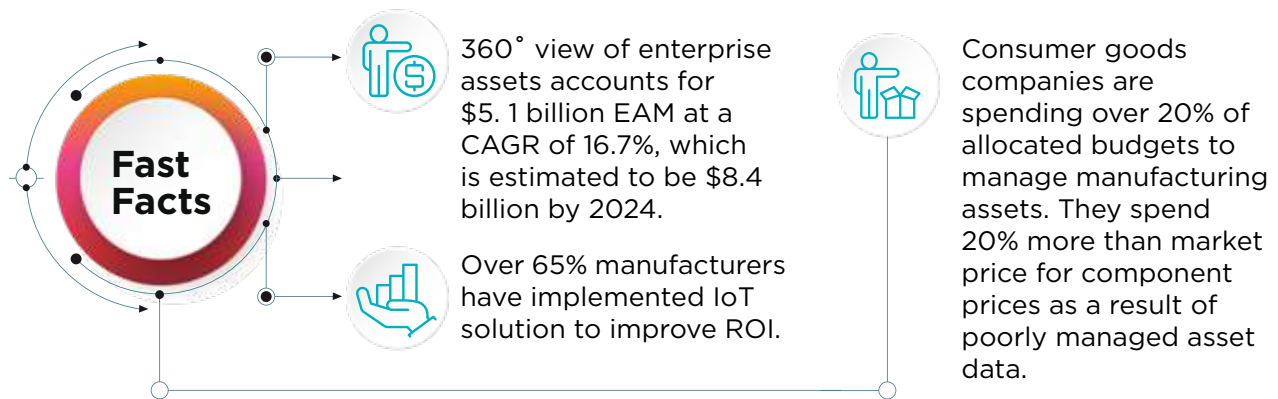 Fast
Facts
360˚ view of enterprise
assets accounts for
$5. 1 billion EAM at a
CAGR of 16.7%, which
is estimated to be $8.4
billion by 2024.
Over 65% manufacturers
have implemented IoT
solution to improve ROI.
Consumer goods
companies are
spending over 20% of
allocated budgets to
manage manufacturing
assets. They spend
20% more than market
price for component
prices as a result of
poorly managed asset
data.